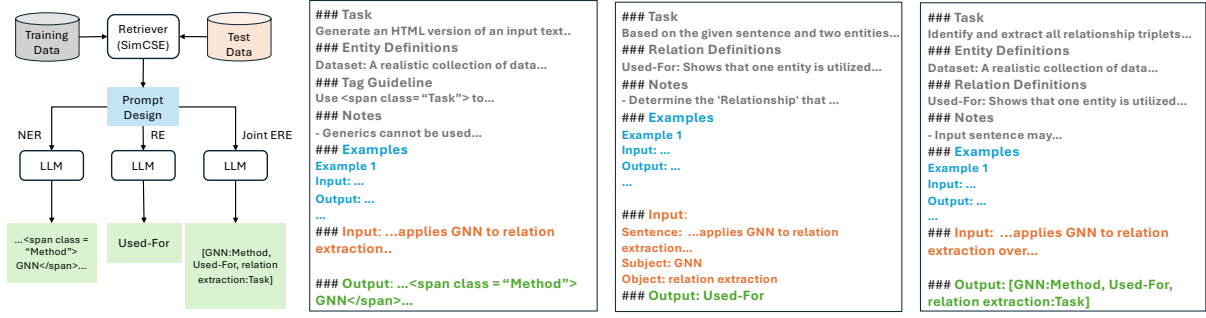 Training
Data
Retriever
(SimCSE)
Test
Data
Prompt
Design
NER
RE
Joint ERE
LLM
LLM
LLM
...<span class =
“Method”>
GNN</span>...
Used-For
[GNN:Method,
Used-For, relation
extraction:Task]
### Task
Generate an HTML version of an input text..
### Entity Definitions
Dataset: A realistic collection of data...
### Tag Guideline
Use <span class= “Task”> to...
### Notes
- Generics cannot be used...
### Examples
Example 1
Input: ...
Output: ...
...
### Input: ...applies GNN to relation
extraction..
### Output: ...<span class = “Method”>
GNN</span>...
### Task
Based on the given sentence and two entities...
### Relation Definitions
Used-For: Shows that one entity is utilized...
### Notes
- Determine the 'Relationship' that ...
### Examples
Example 1
Input: ...
Output: ...
...
### Input:
Sentence: ...applies GNN to relation
extraction...
Subject: GNN
Object: relation extraction
### Output: Used-For
### Task
Identify and extract all relationship triplets...
### Entity Definitions
Dataset: A realistic collection of data...
### Relation Definitions
Used-For: Shows that one entity is utilized...
### Notes
- Input sentence may...
### Examples
Example 1
Input: ...
Output: ...
...
### Input: ...applies GNN to relation
extraction over...
### Output: [GNN:Method, Used-For,
relation extraction:Task]